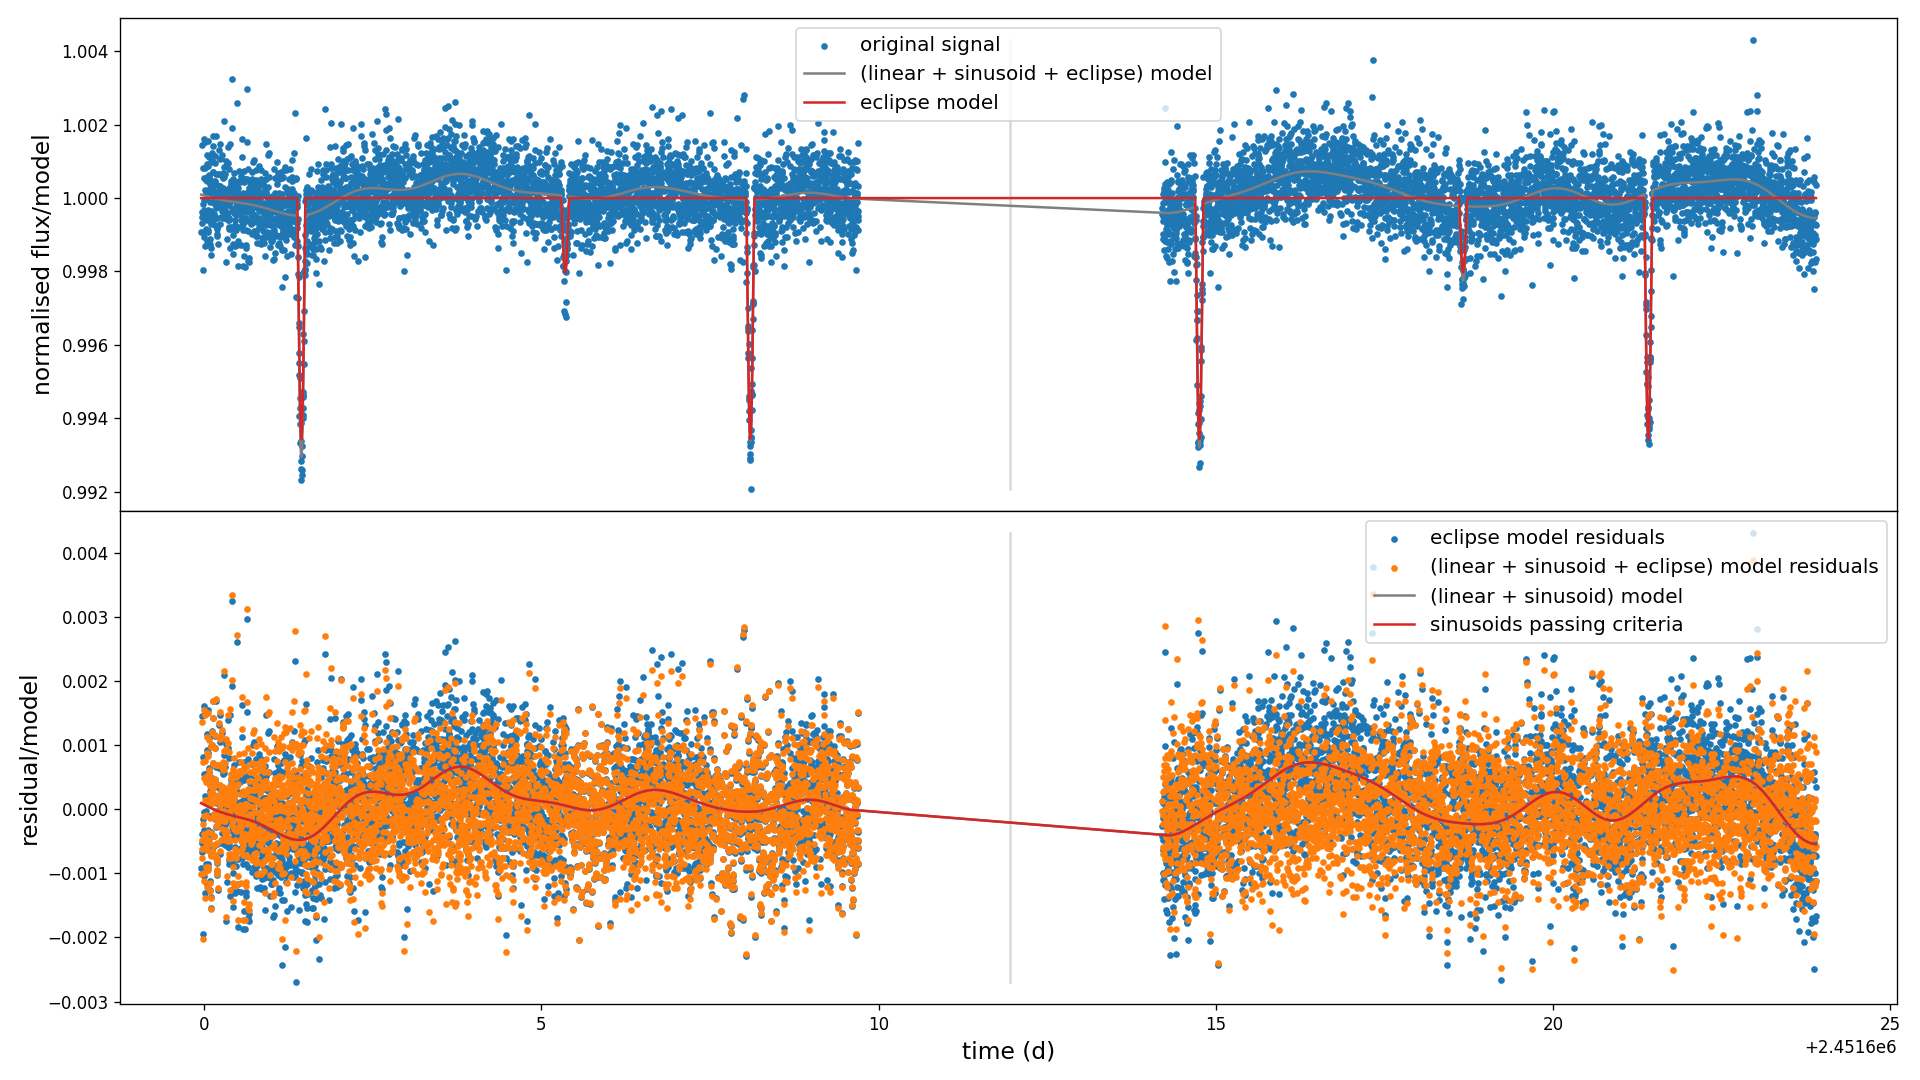 original signal
(linear + sinusoid + eclipse) model
eclipse model
normalised flux/model
1.004
1.002
1.000
0.998
0.996
0.994
0.992
eclipse model residuals
(linear + sinusoid + eclipse) model residuals
(linear + sinusoid) model
sinusoids passing criteria
residual/model
0.004
0.003
0.002
0.001
0.000
−0.001
−0.002
−0.003
0
5
10
15
20
25
time (d)
+2.4516e6